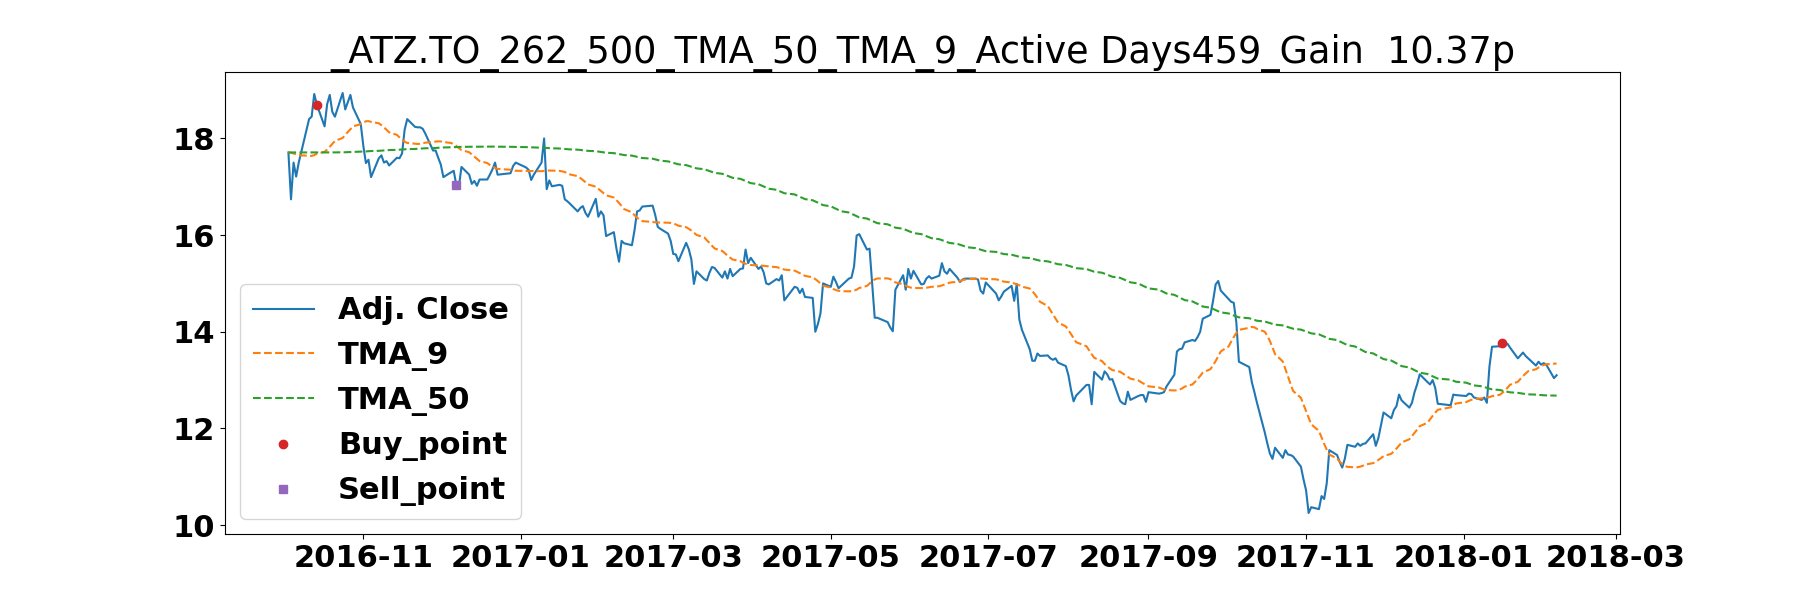 _ATZ.TO_262_500_TMA_50_TMA_9_Active Days459_Gain  10.37p
18
16
14
12
10
Adj. Close
TMA_9
TMA_50
Buy_point
Sell_point
2016-11 2017-01 2017-03 2017-05 2017-07 2017-09 2017-11 2018-01 2018-03